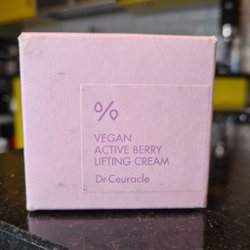 %
VEGAN
ACTIVE BERRY
LIFTING CREAM
Dr.Ceuracle